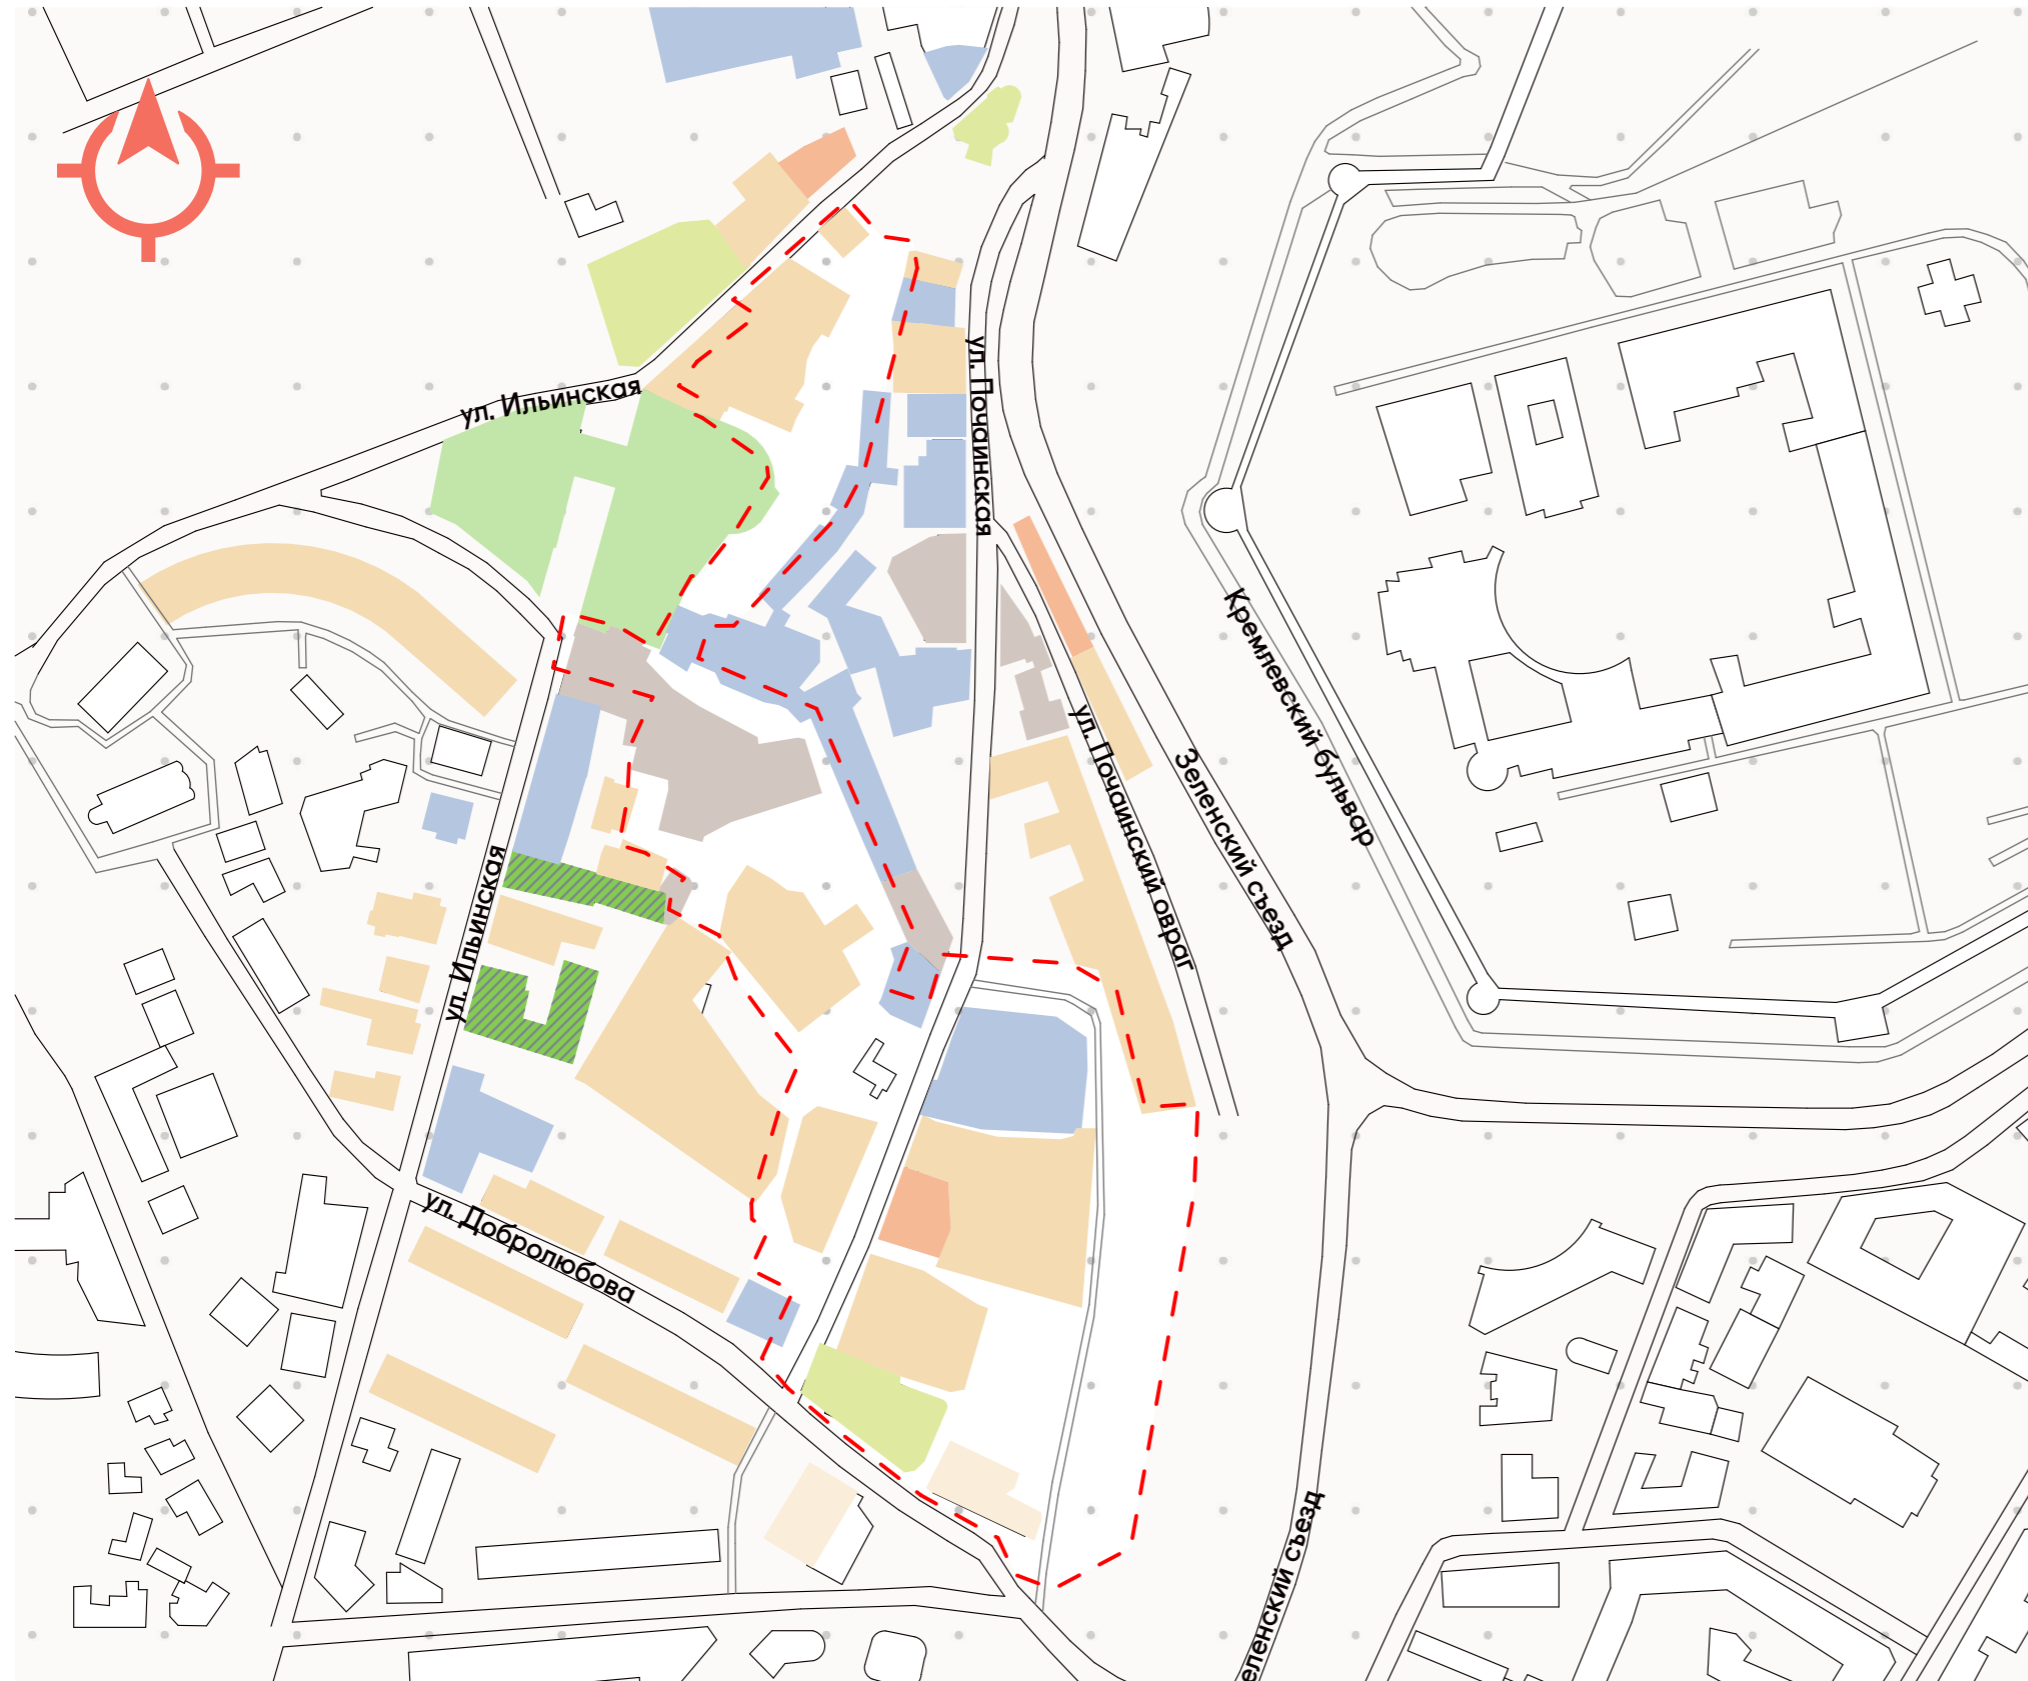 ул. Ильинская
ул. Почаинская
Кремлевский бульвар
ул. Почаинский овраг
Зеленский съезд
ул. Ильинская
ул. Добролюбова
еленский съезд